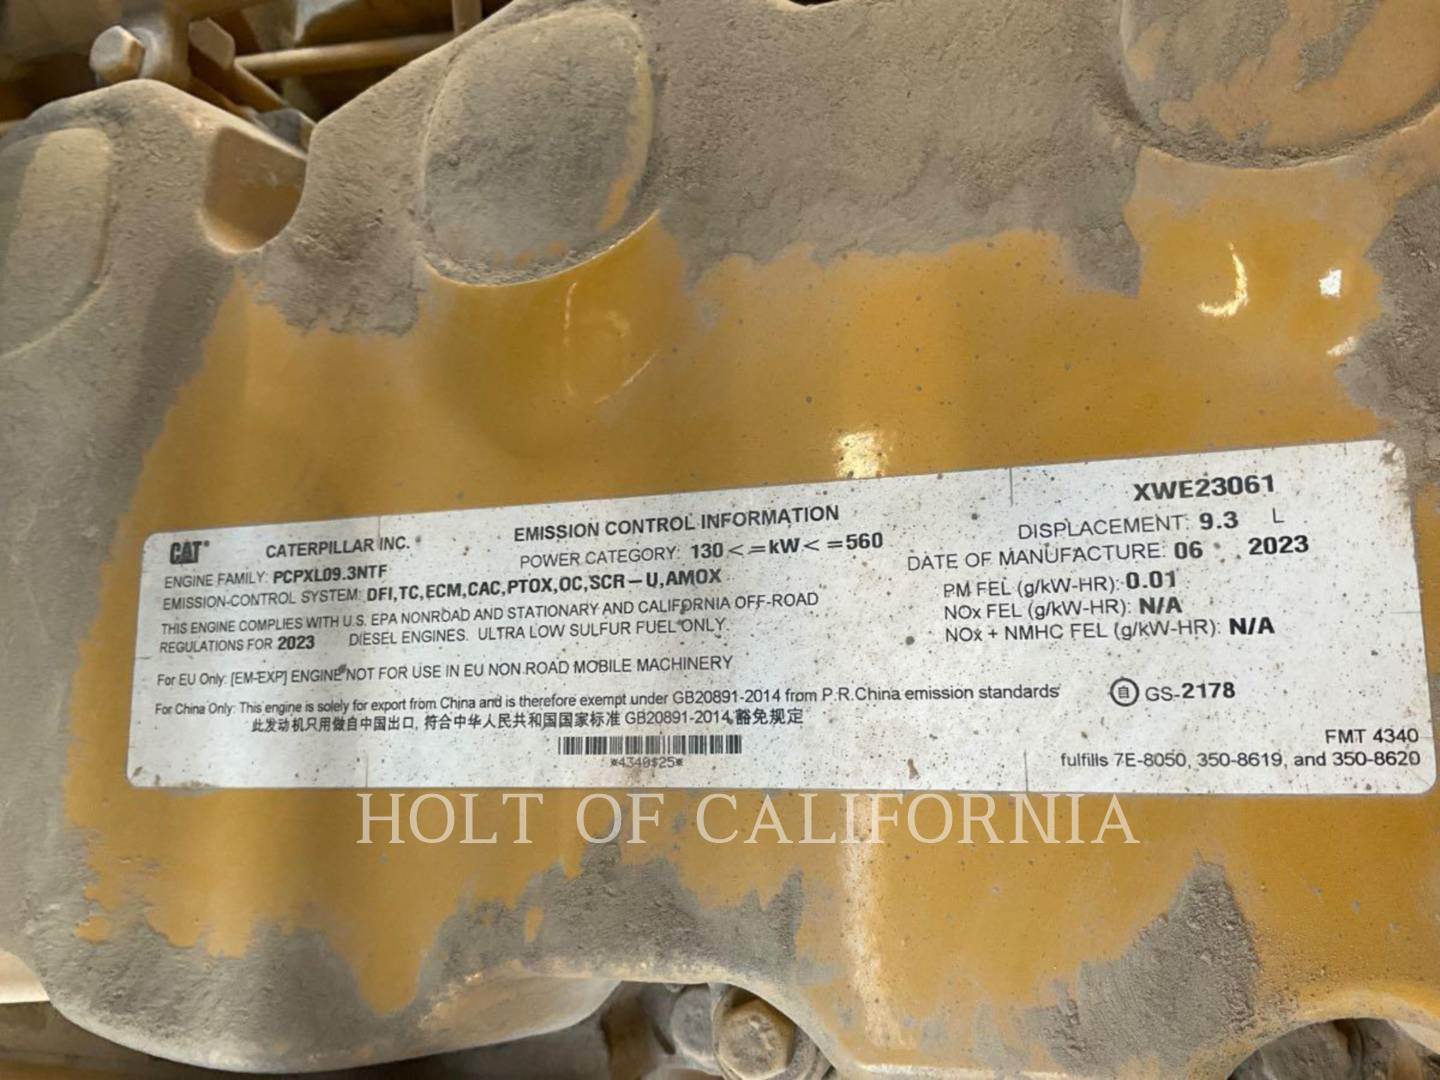 CAT
CATERPILLAR INC.
EMISSION CONTROL INFORMATION
XWE23061
ENGINE FAMILY: PCPXL09.3NTF
POWER CATEGORY: 130<=kW<=560
DISPLACEMENT: 9.3 L
EMISSION-CONTROL SYSTEM: DFI,TC,ECM,CAC,PTOX,OC,SCR-U,AMOX
DATE OF MANUFACTURE: 06 2023
THIS ENGINE COMPLIES WITH U.S. EPA NONROAD AND STATIONARY AND CALIFORNIA OFF-ROAD
REGULATIONS FOR 2023 DIESEL ENGINES. ULTRA LOW SULFUR FUEL ONLY
PM FEL (g/kW-HR): 0.01
NOx FEL (g/kW-HR): N/A
NOx + NMHC FEL (g/kW-HR): N/A
For EU Only: [EM-EXP] ENGINE NOT FOR USE IN EU NON ROAD MOBILE MACHINERY
For China Only: This engine is solely for export from China and is therefore exempt under GB20891-2014 from P.R.China emission standards
此发动机只用做自中国出口, 符合中华人民共和国国家标准 GB20891-2014 豁免规定
自 GS-2178
*4340$25*
FMT 4340
fulfills 7E-8050, 350-8619, and 350-8620
HOLT OF CALIFORNIA